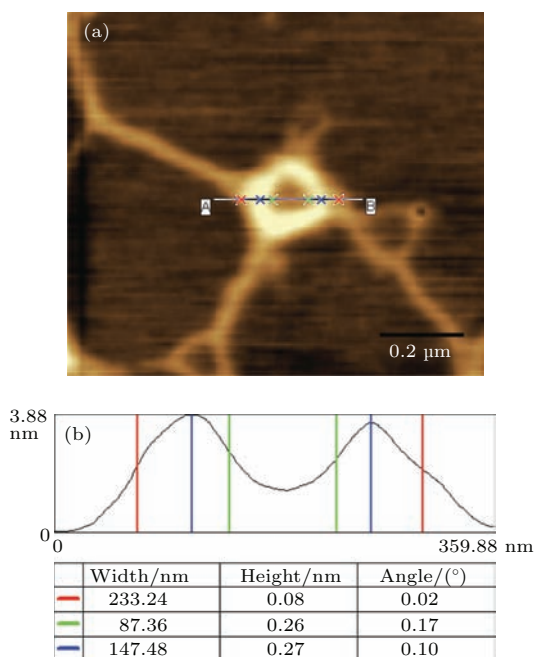 (a)
A B
0.2 µm
3.88
nm
(b)
0
0 359.88 nm
Width/nm Height/nm Angle/(°)
233.24 0.08 0.02
87.36 0.26 0.17
147.48 0.27 0.10